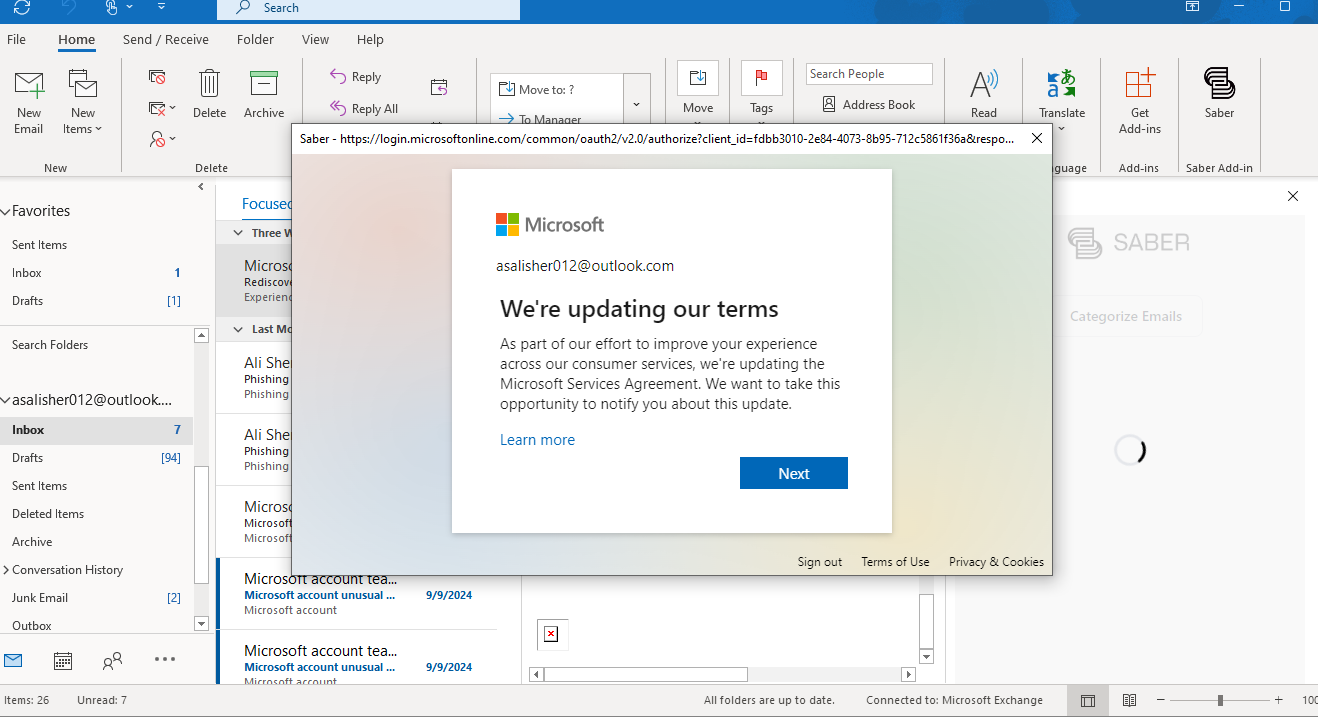 Search
File
Home
Send / Receive
Folder
View
Help
New
Email
New
Items
New
Delete
Archive
Delete
Reply
Reply All
Move to: ?
To Manager
Move
Tags
Search People
Address Book
Read
Translate
Get
Add-ins
Add-ins
Saber
Saber Add-in
nguage
Saber - https://login.microsoftonline.com/common/oauth2/v2.0/authorize?client_id=fdbb3010-2e84-4073-8b95-712c5861f36a&respo...
Microsoft
asalisher012@outlook.com
We're updating our terms
As part of our effort to improve your experience
across our consumer services, we're updating the
Microsoft Services Agreement. We want to take this
opportunity to notify you about this update.
Learn more
Next
Sign out
Terms of Use
Privacy & Cookies
Favorites
Sent Items
Inbox 1
Drafts [1]
Search Folders
asalisher012@outlook....
Inbox 7
Drafts [94]
Sent Items
Deleted Items
Archive
Conversation History
Junk Email [2]
Outbox
Focused
Three W
Microso
Rediscove
Experienc
Last Mo
Ali Sher
Phishing
Phishing
Ali Sher
Phishing
Phishing
Microso
Microsoft
Microsoft
Microsoft account tea...
Microsoft account unusual ... 9/9/2024
Microsoft account
Microsoft account tea...
Microsoft account unusual ... 9/9/2024
Microsoft account
SABER
Categorize Emails
Items: 26
Unread: 7
All folders are up to date.
Connected to: Microsoft Exchange
100